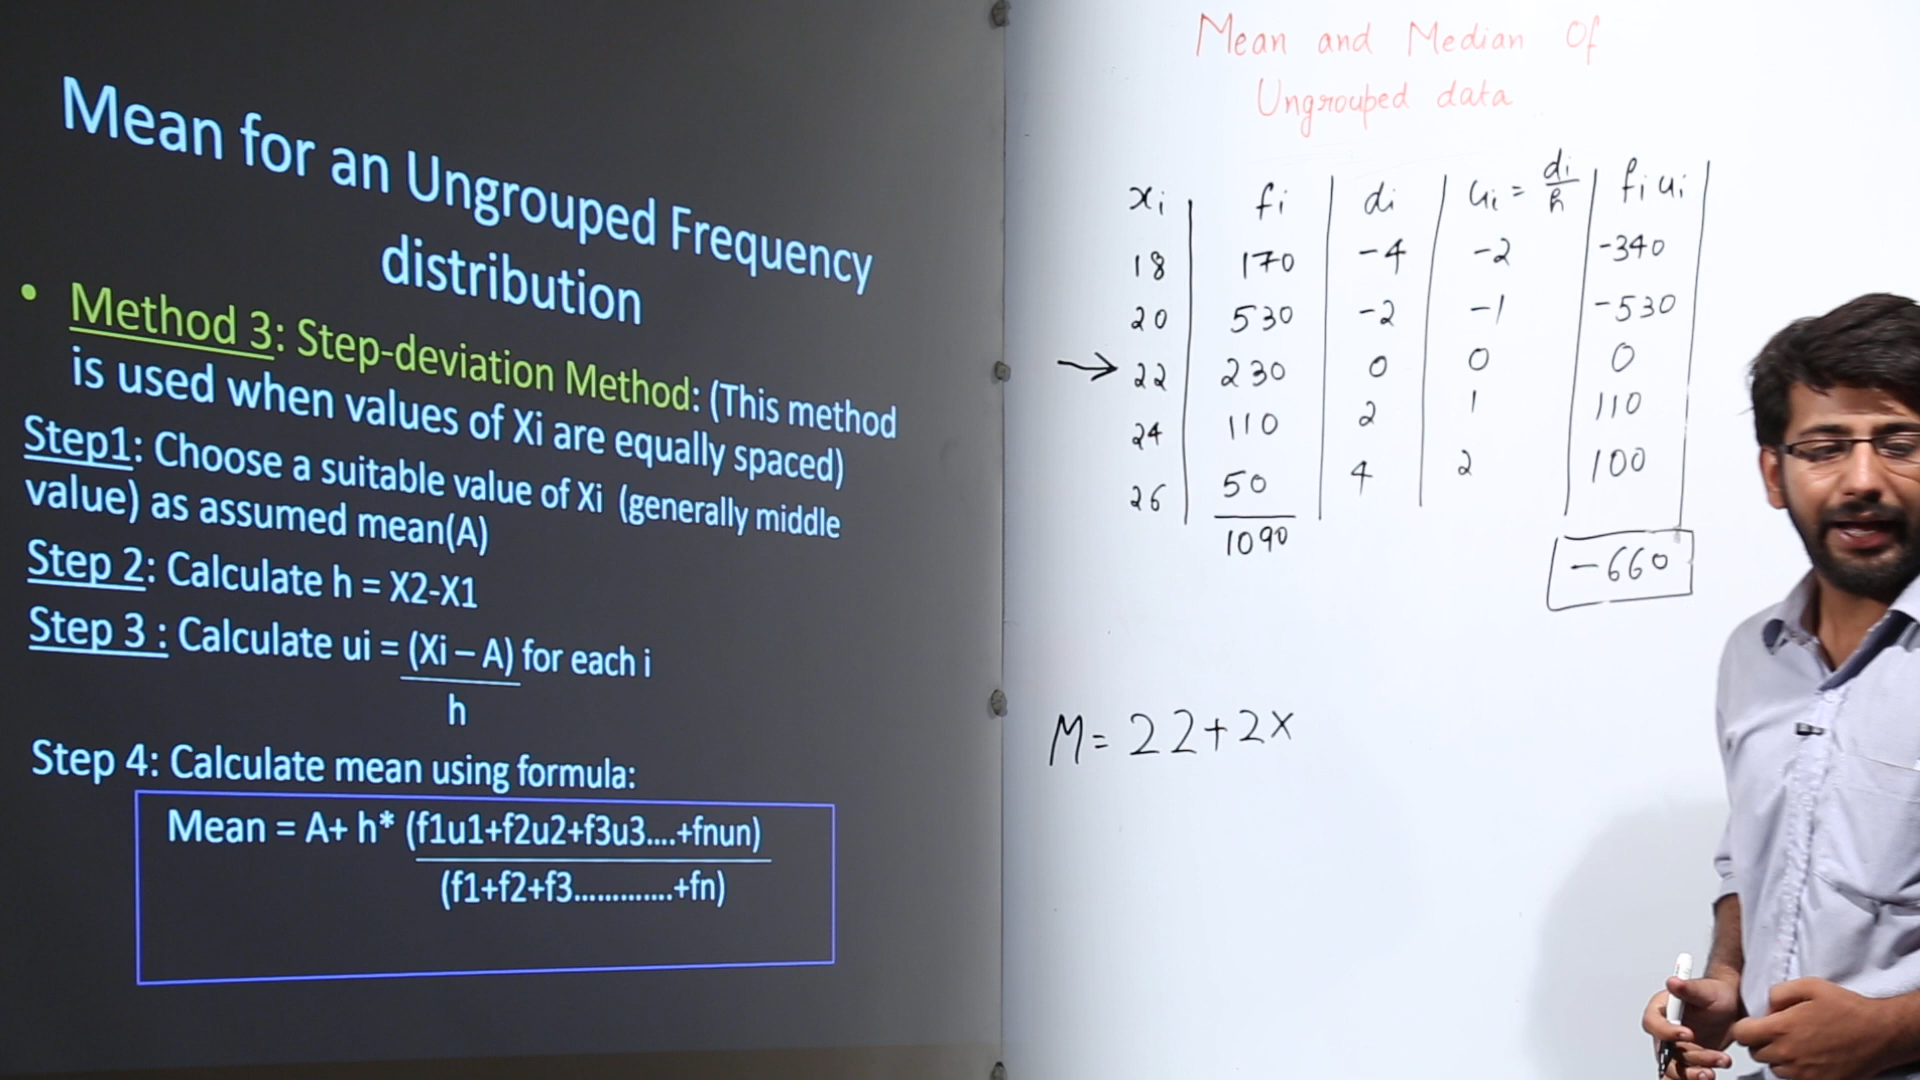 Mean for an Ungrouped Frequency
distribution
• Method 3: Step-deviation Method: (This method
is used when values of Xi are equally spaced)
Step1: Choose a suitable value of Xi (generally middle
value) as assumed mean(A)
Step 2: Calculate h = X2-X1
Step 3 : Calculate ui = (Xi – A) for each i
h
Step 4: Calculate mean using formula:
Mean = A+ h* (f1u1+f2u2+f3u3....+fnun)
(f1+f2+f3.............+fn)
Mean and Median Of
Ungrouped data
xi | fi | di | ui = di/h | fiui |
18 | 170 | -4 | -2 | -340
20 | 530 | -2 | -1 | -530
→ 22 | 230 | 0 | 0 | 0
24 | 110 | 2 | 1 | 110
26 | 50 | 4 | 2 | 100
1090
-660
M = 22+2x